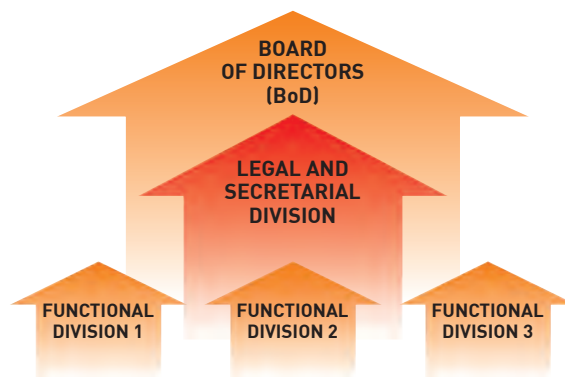 BOARD
OF DIRECTORS
(BoD)
LEGAL AND
SECRETARIAL
DIVISION
FUNCTIONAL
DIVISION 1
FUNCTIONAL
DIVISION 2
FUNCTIONAL
DIVISION 3